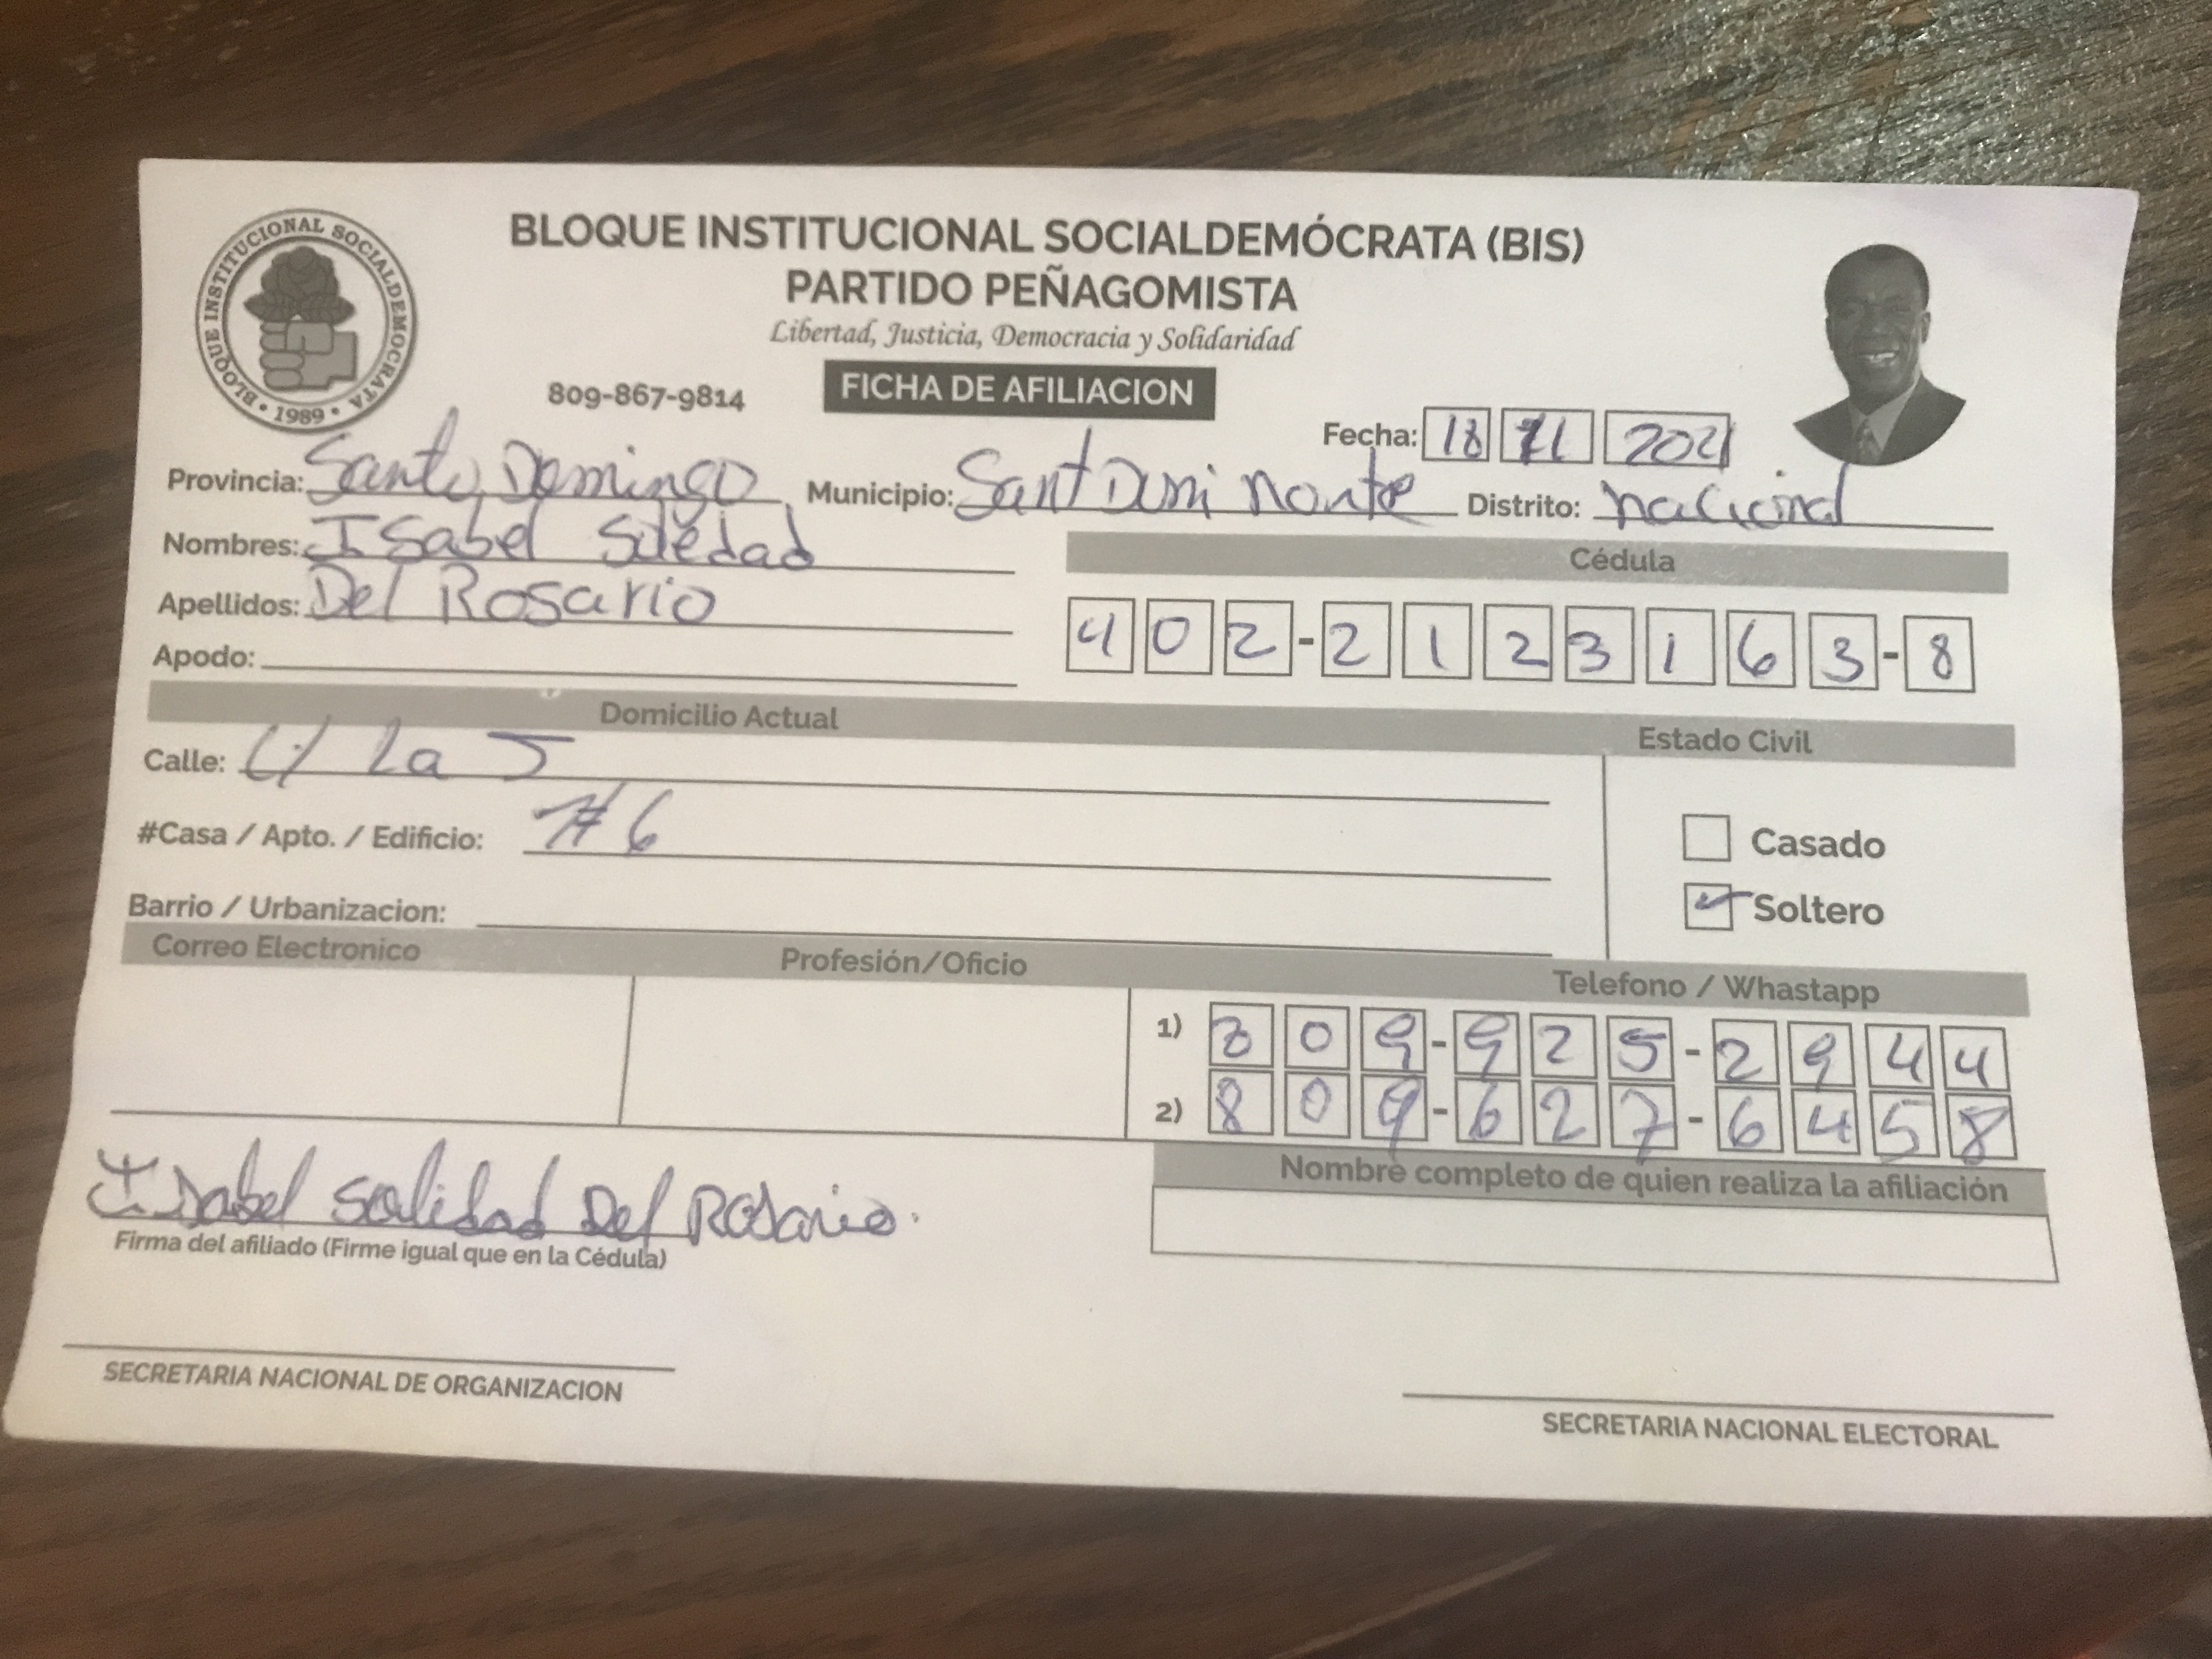 BLOQUE INSTITUCIONAL SOCIALDEMÓCRATA (BIS)
PARTIDO PEÑAGOMISTA
Libertad, Justicia, Democracia y Solidaridad
BLOQUE INSTITUCIONAL SOCIALDEMOCRATA • 1989 •
809-867-9814 FICHA DE AFILIACION
Fecha: 18 11 2021
Provincia: Santo Domingo Municipio: Sant Domi Norte Distrito: nacional
Nombres: ISabel Soledad
Cédula
Apellidos: Del Rosario
402-2123163-8
Apodo:
Domicilio Actual Estado Civil
Calle: C/ La J
#Casa / Apto. / Edificio: #6
Casado
Barrio / Urbanizacion:
Soltero
Correo Electronico Profesión/Oficio Telefono / Whastapp
1) 809-925-2944
2) 809-627-6458
Nombre completo de quien realiza la afiliación
Isabel Solidad Del Rosario.
Firma del afiliado (Firme igual que en la Cédula)
SECRETARIA NACIONAL DE ORGANIZACION
SECRETARIA NACIONAL ELECTORAL